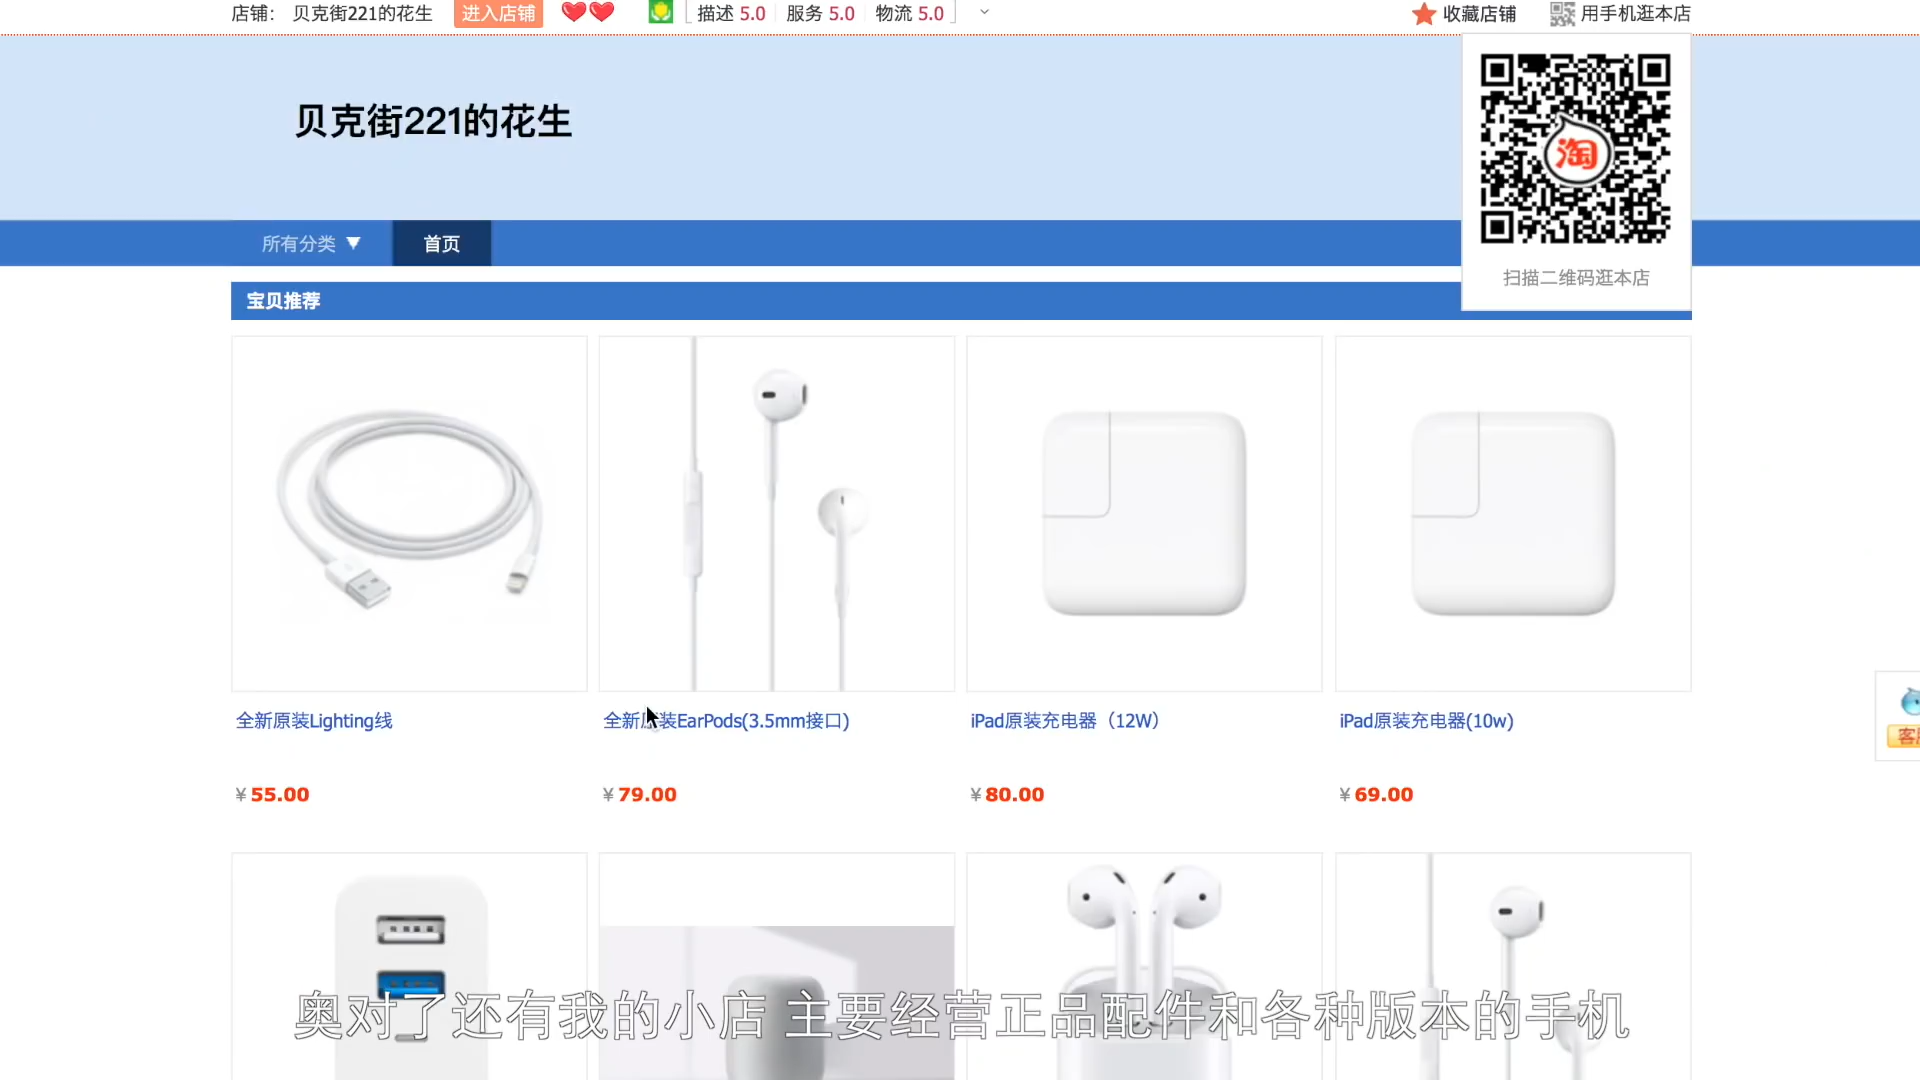 店铺： 贝克街221的花生 进入店铺 描述 5.0 服务 5.0 物流 5.0 收藏店铺 用手机逛本店
贝克街221的花生
淘
扫描二维码逛本店
所有分类 首页
宝贝推荐
全新原装Lighting线 全新原装EarPods(3.5mm接口) iPad原装充电器（12W） iPad原装充电器(10w)
¥55.00 ¥79.00 ¥80.00 ¥69.00
奥对了还有我的小店 主要经营正品配件和各种版本的手机